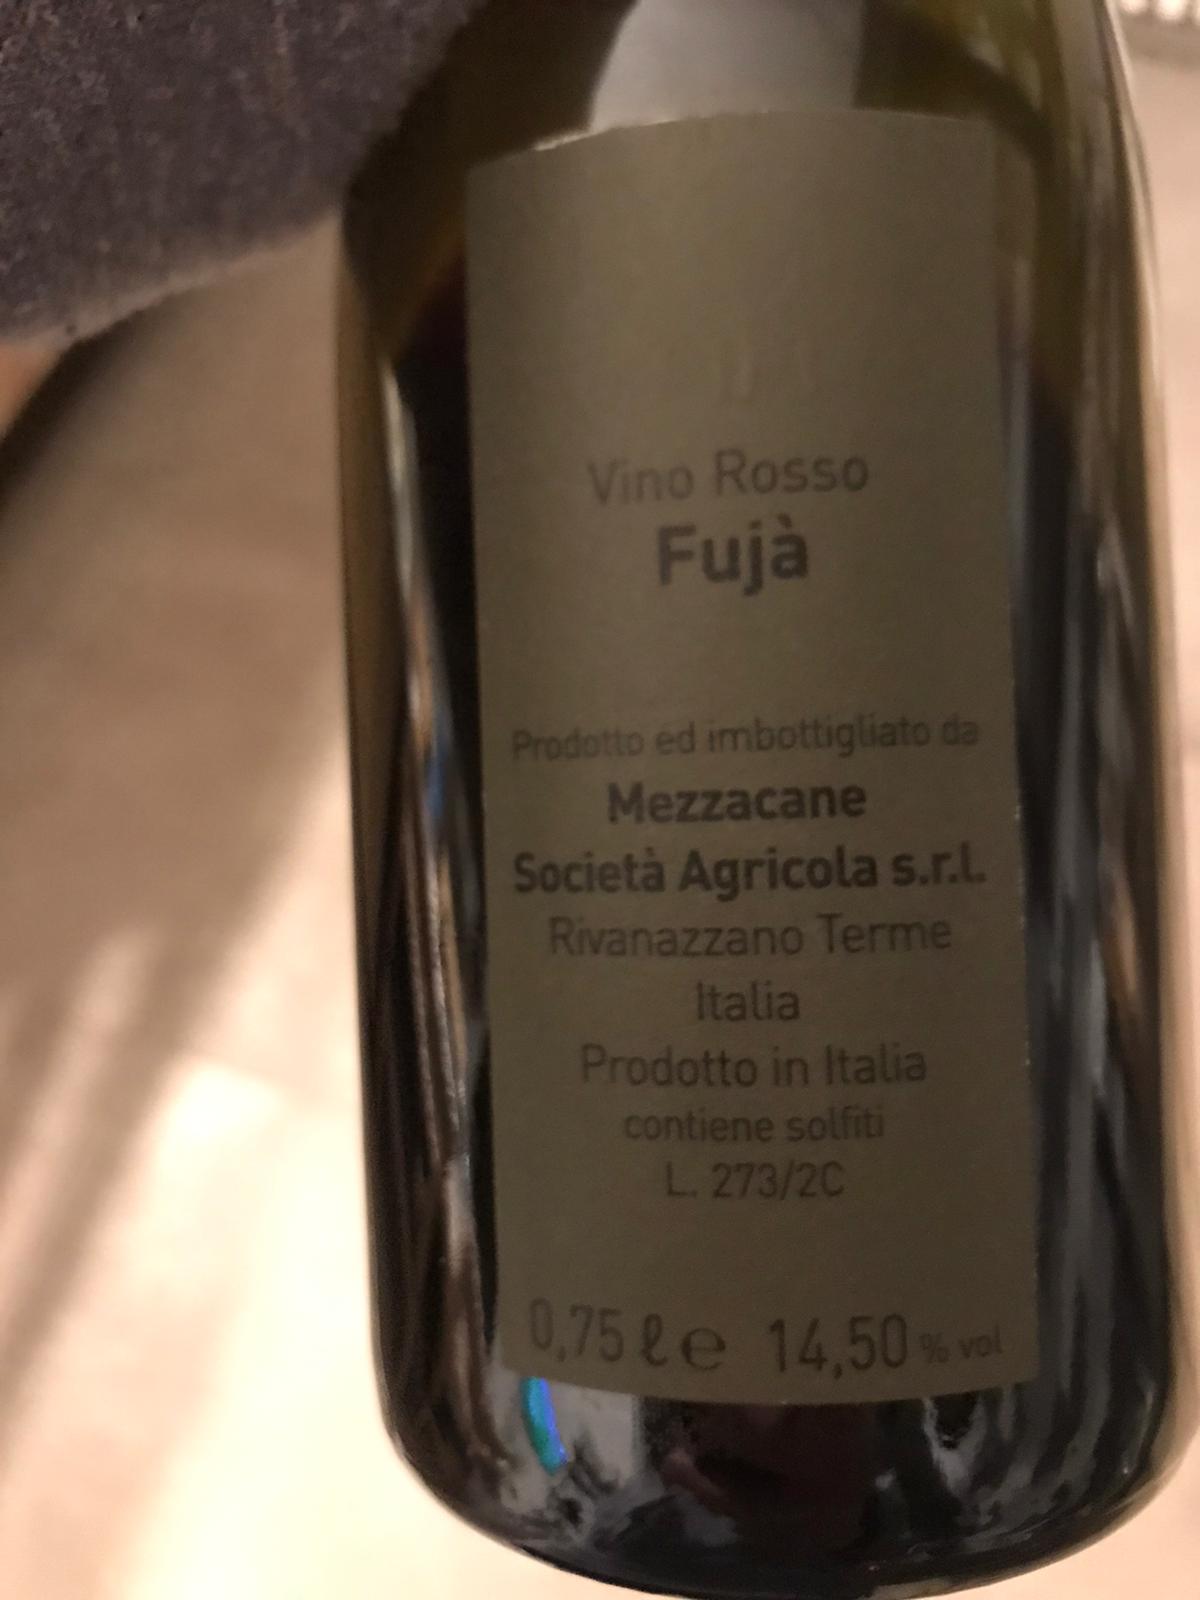 Vino Rosso
Fujà
Prodotto ed imbottigliato da
Mezzacane
Società Agricola s.r.l.
Rivanazzano Terme
Italia
Prodotto in Italia
contiene solfiti
L. 273/2C
0,75 ℓ e 14,50 % vol